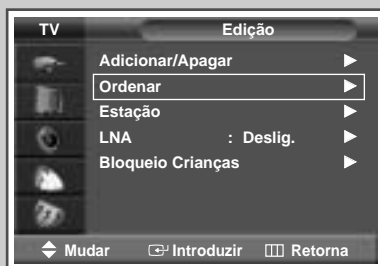 TV Edição
Adicionar/Apagar
Ordenar
Estação
LNA : Deslig.
Bloqueio Crianças
Mudar Introduzir Retorna